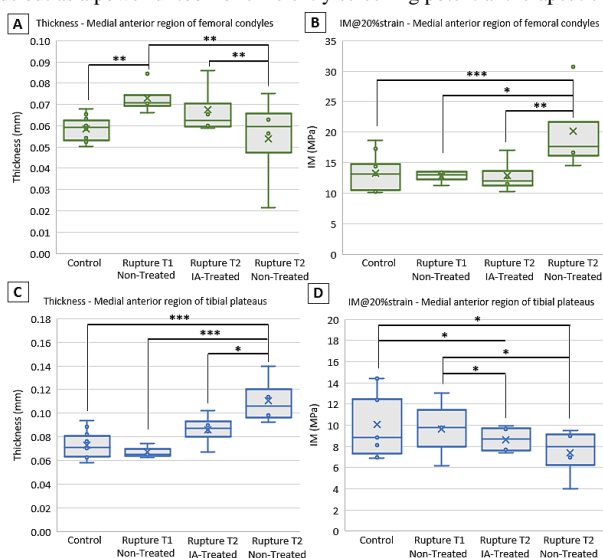 A
Thickness - Medial anterior region of femoral condyles
Thickness (mm)
0.10
0.09
0.08
0.07
0.06
0.05
0.04
0.03
0.02
0.01
0.00
**
**
**
Control
Rupture T1
Non-Treated
Rupture T2
IA-Treated
Rupture T2
Non-Treated
B
IM@20%strain - Medial anterior region of femoral condyles
IM (MPa)
35
30
25
20
15
10
5
0
***
*
**
Control
Rupture T1
Non-Treated
Rupture T2
IA-Treated
Rupture T2
Non-Treated
C
Thickness - Medial anterior region of tibial plateaus
Thickness (mm)
0.18
0.16
0.14
0.12
0.10
0.08
0.06
0.04
0.02
0.00
***
***
*
Control
Rupture T1
Non-Treated
Rupture T2
IA-Treated
Rupture T2
Non-Treated
D
IM@20%strain - Medial anterior region of tibial plateaus
IM (MPa)
20
18
16
14
12
10
8
6
4
2
0
*
*
*
*
Control
Rupture T1
Non-Treated
Rupture T2
IA-Treated
Rupture T2
Non-Treated